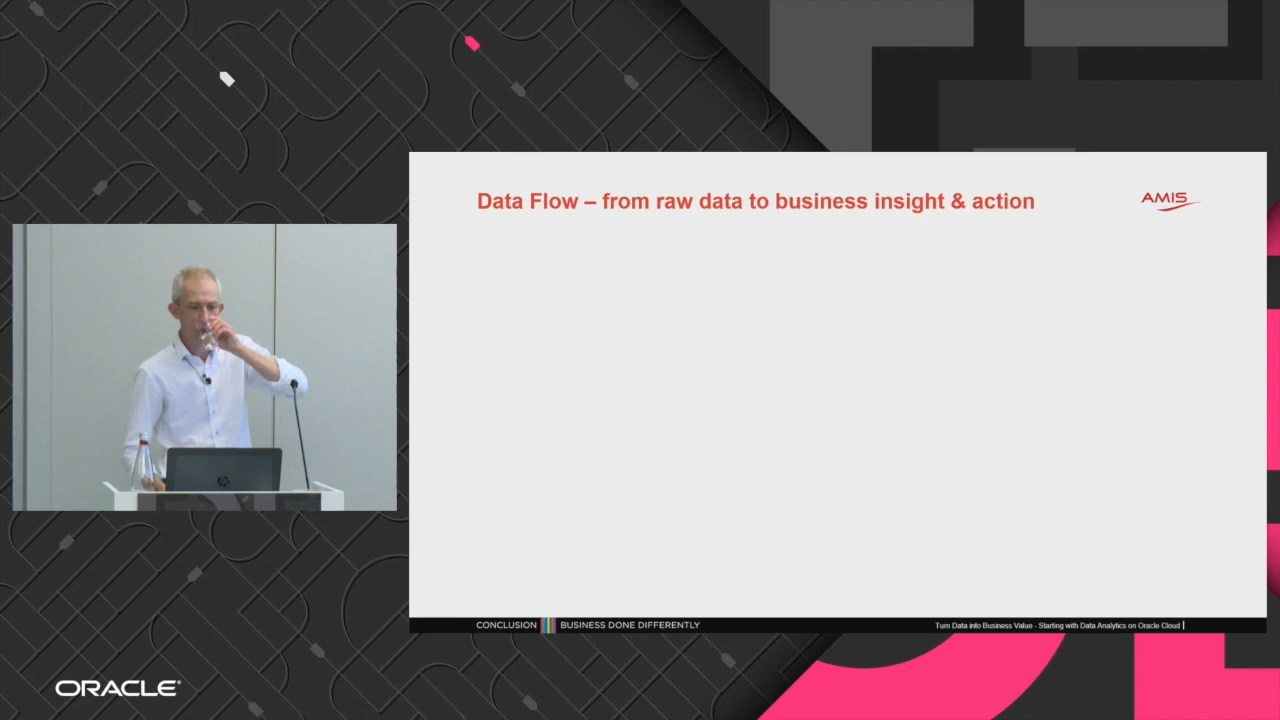 Data Flow – from raw data to business insight & action
AMIS
CONCLUSION BUSINESS DONE DIFFERENTLY
Turn Data into Business Value - Starting with Data Analytics on Oracle Cloud
ORACLE